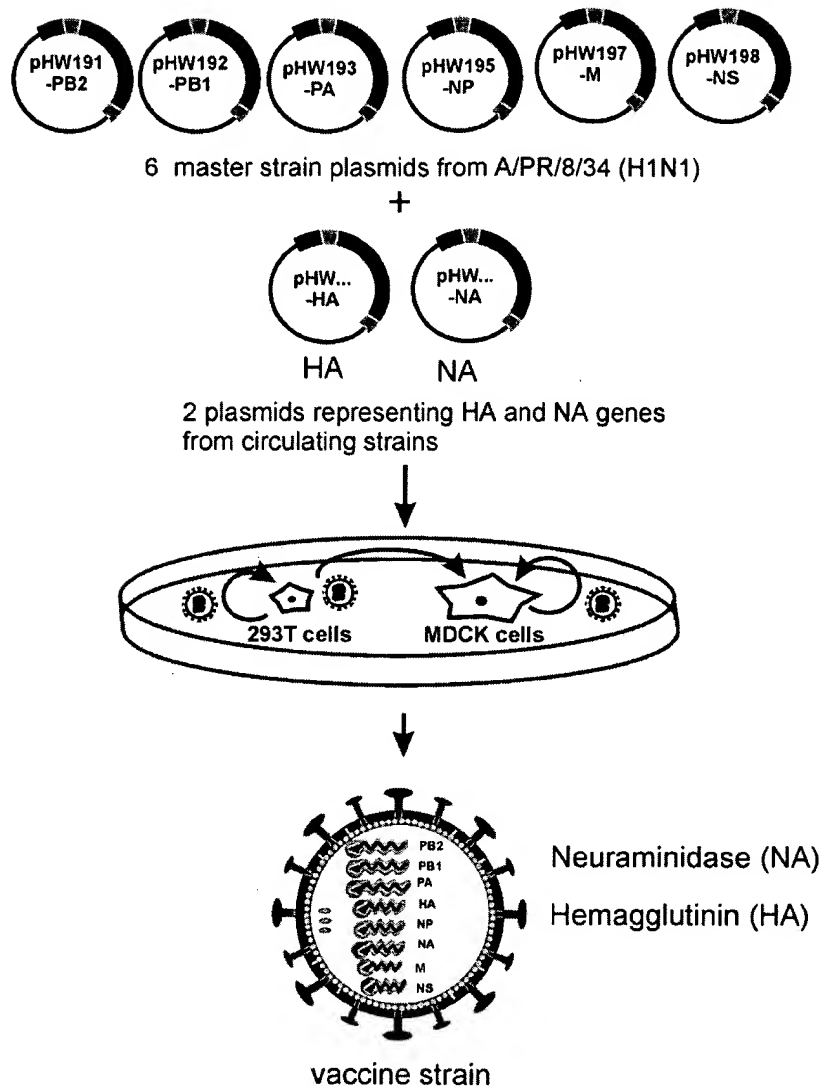 pHW191 pHW192 pHW193 pHW195 pHW197 pHW198
-PB2 -PB1 -PA -NP -M -NS
6 master strain plasmids from A/PR/8/34 (H1N1)
+
pHW... pHW...
-HA -NA
HA NA
2 plasmids representing HA and NA genes
from circulating strains
293T cells MDCK cells
PB2
PB1
PA
HA
NP
NA
M
NS
Neuraminidase (NA)
Hemagglutinin (HA)
vaccine strain